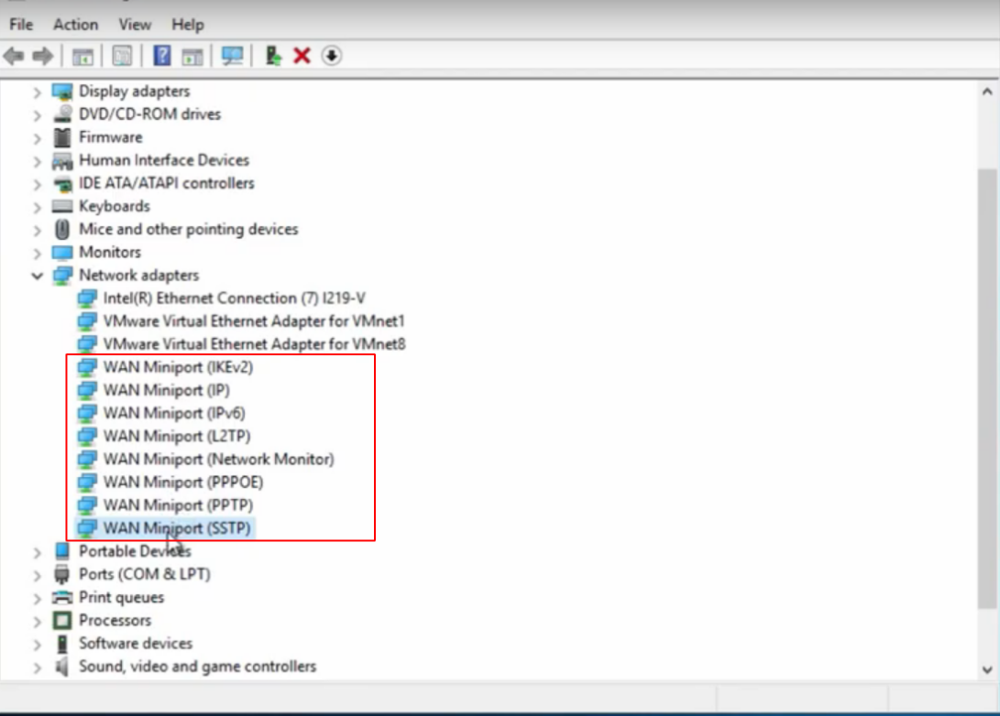 File Action View Help
Display adapters
DVD/CD-ROM drives
Firmware
Human Interface Devices
IDE ATA/ATAPI controllers
Keyboards
Mice and other pointing devices
Monitors
Network adapters
Intel(R) Ethernet Connection (7) I219-V
VMware Virtual Ethernet Adapter for VMnet1
VMware Virtual Ethernet Adapter for VMnet8
WAN Miniport (IKEv2)
WAN Miniport (IP)
WAN Miniport (IPv6)
WAN Miniport (L2TP)
WAN Miniport (Network Monitor)
WAN Miniport (PPPOE)
WAN Miniport (PPTP)
WAN Miniport (SSTP)
Portable Devices
Ports (COM & LPT)
Print queues
Processors
Software devices
Sound, video and game controllers